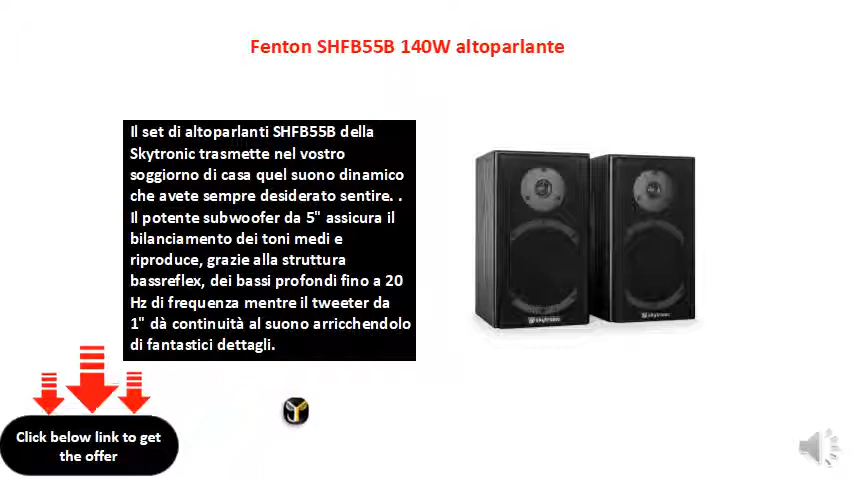 Fenton SHFB55B 140W altoparlante
Il set di altoparlanti SHFB55B della
Skytronic trasmette nel vostro
soggiorno di casa quel suono dinamico
che avete sempre desiderato sentire. .
Il potente subwoofer da 5" assicura il
bilanciamento dei toni medi e
riproduce, grazie alla struttura
bassreflex, dei bassi profondi fino a 20
Hz di frequenza mentre il tweeter da
1" dà continuità al suono arricchendolo
di fantastici dettagli.
skytronic
skytronic
Click below link to get
the offer